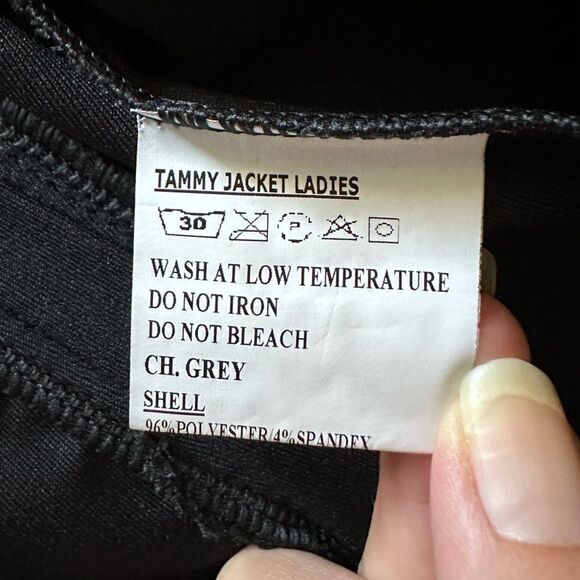 TAMMY JACKET LADIES
30 P
WASH AT LOW TEMPERATURE
DO NOT IRON
DO NOT BLEACH
CH. GREY
SHELL
96%POLYESTER/4%SPANDEX